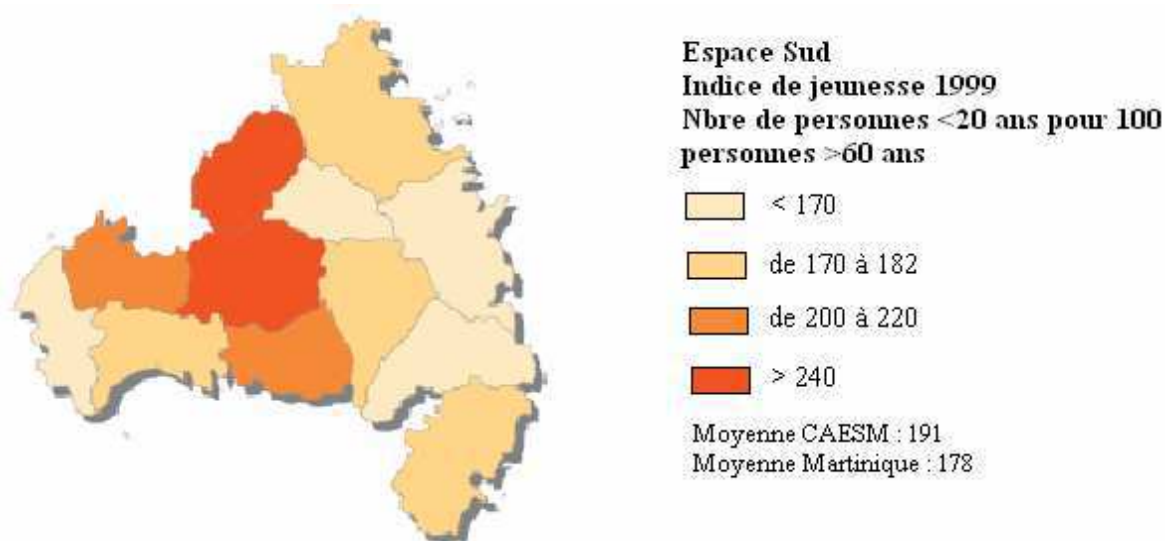 Espace Sud
Indice de jeunesse 1999
Nbre de personnes <20 ans pour 100
personnes >60 ans
< 170
de 170 à 182
de 200 à 220
> 240
Moyenne CAESM : 191
Moyenne Martinique : 178